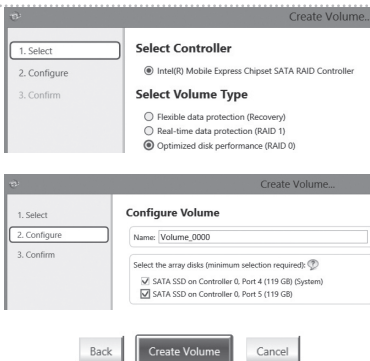 Create Volume...
1. Select
2. Configure
3. Confirm
Select Controller
Intel(R) Mobile Express Chipset SATA RAID Controller
Select Volume Type
Flexible data protection (Recovery)
Real-time data protection (RAID 1)
Optimized disk performance (RAID 0)
Create Volume...
1. Select
2. Configure
3. Confirm
Configure Volume
Name: Volume_0000
Select the array disks (minimum selection required):
SATA SSD on Controller 0, Port 4 (119 GB) (System)
SATA SSD on Controller 0, Port 5 (119 GB)
Back
Create Volume
Cancel